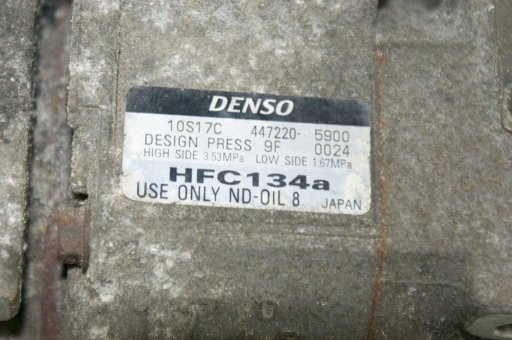 DENSO
10S17C 447220- 5900
DESIGN PRESS 9F 0024
HIGH SIDE 3.53MPa LOW SIDE 1.67MPa
HFC134a
USE ONLY ND-OIL 8 JAPAN